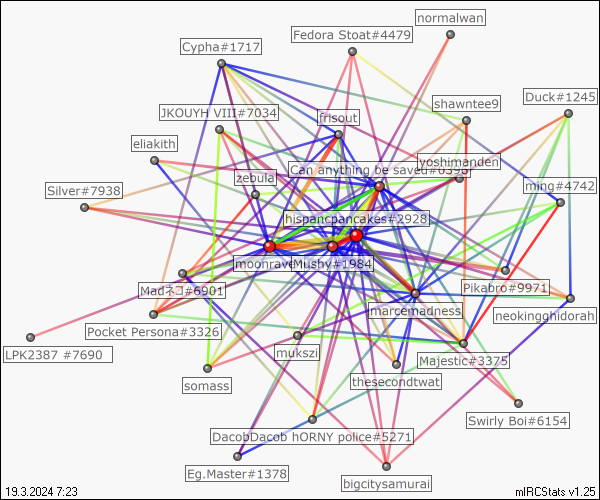 normalwan
Fedora Stoat#4479
Cypha#1717
Duck#1245
shawntee9
JKOUYH VIII#7034
frisout
eliakith
yoshimanden
Can anything be saved#6398
zebula
ming#4742
Silver#7938
hispancpancakes#2928
moonrave
Mushy#1984
Pikabro#9971
Madネコ#6901
marcemadness
neokingghidorah
Pocket Persona#3326
LPK2387 #7690
mukszi
Majestic#3375
thesecondtwat
somass
Swirly Boi#6154
DacobDacob hORNY police#5271
Eg.Master#1378
bigcitysamurai
19.3.2024 7:23
mIRCStats v1.25